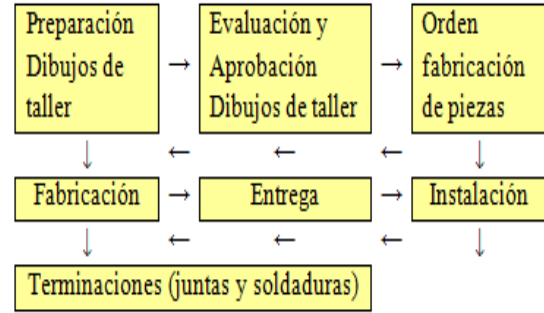 Preparación
Dibujos de
taller
→
Evaluación y
Aprobación
Dibujos de taller
→
Orden
fabricación
de piezas
↓ ← ← ← ↓
Fabricación → Entrega → Instalación
↓ ← ← ← ↓
Terminaciones (juntas y soldaduras)